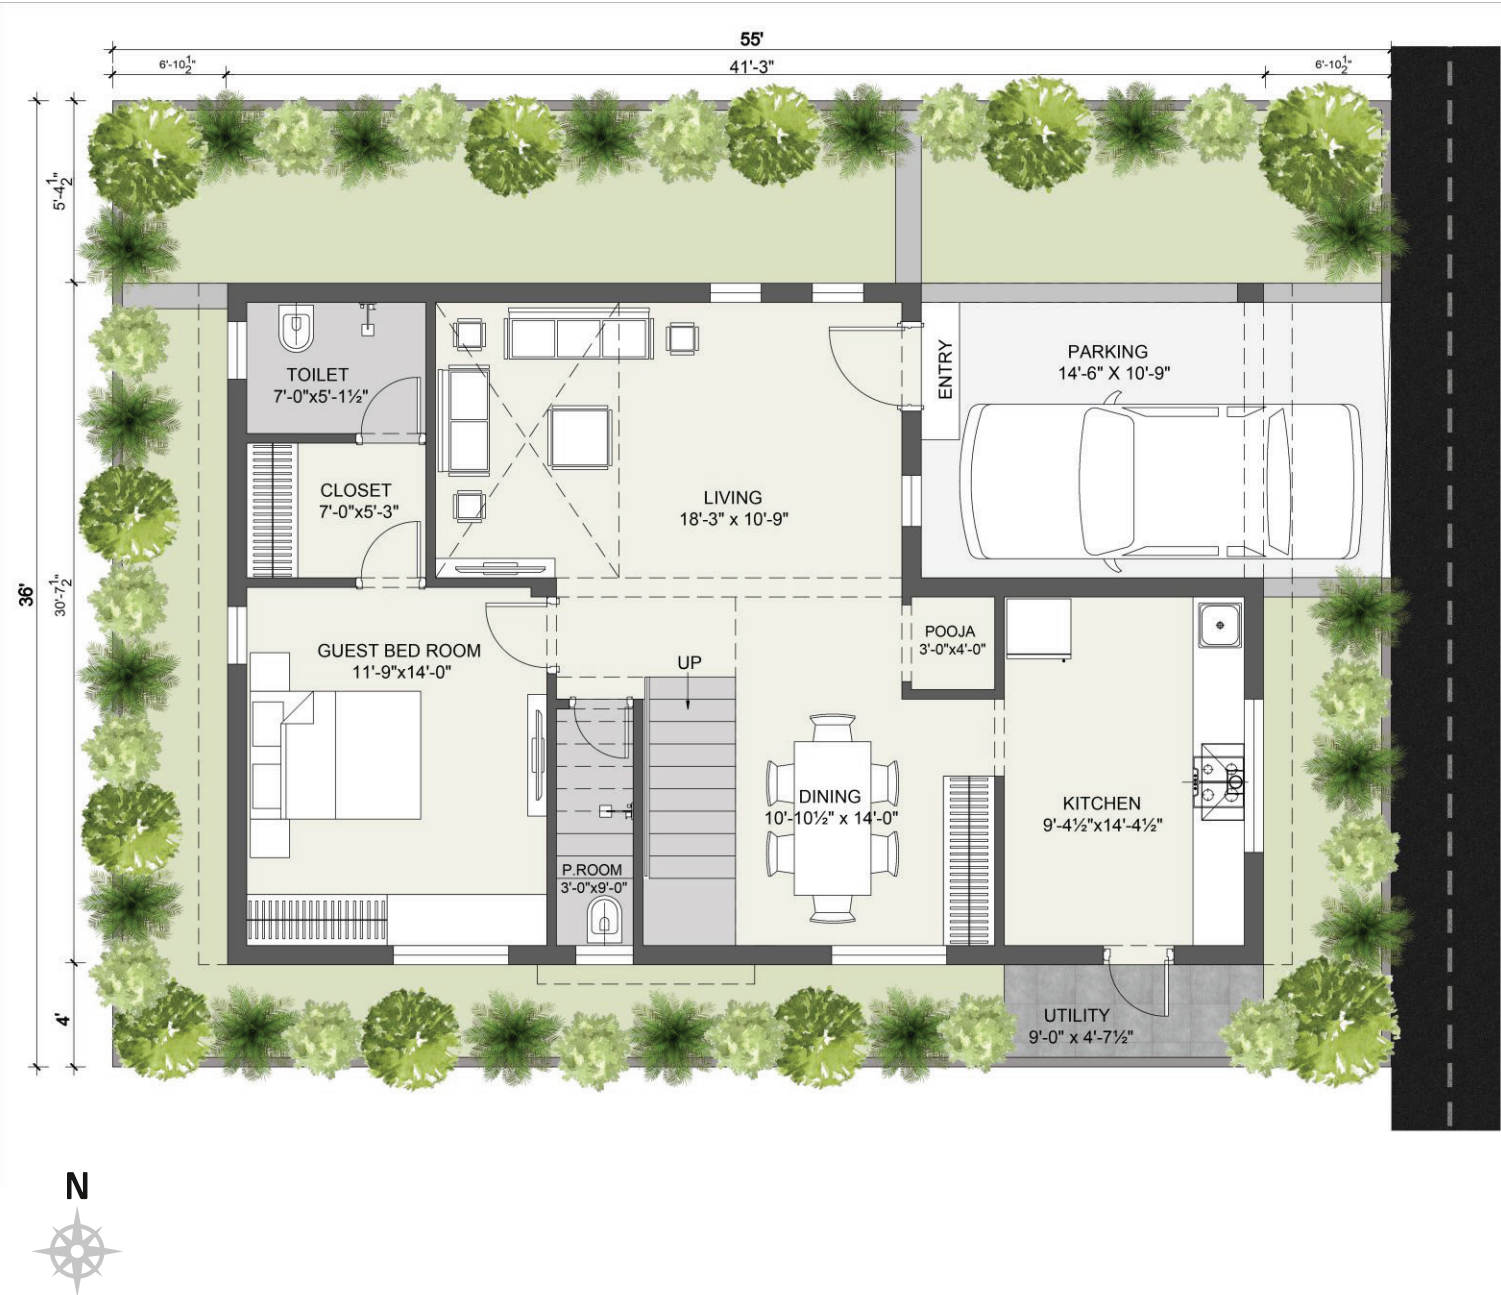 55'
6'-10½"
41'-3"
6'-10½"
5'-4½"
36'
30'-7½"
4'
TOILET
7'-0"x5'-1½"
CLOSET
7'-0"x5'-3"
LIVING
18'-3" x 10'-9"
ENTRY
PARKING
14'-6" X 10'-9"
GUEST BED ROOM
11'-9"x14'-0"
UP
POOJA
3'-0"x4'-0"
P.ROOM
3'-0"x9'-0"
DINING
10'-10½" x 14'-0"
KITCHEN
9'-4½"x14'-4½"
UTILITY
9'-0" x 4'-7½"
N